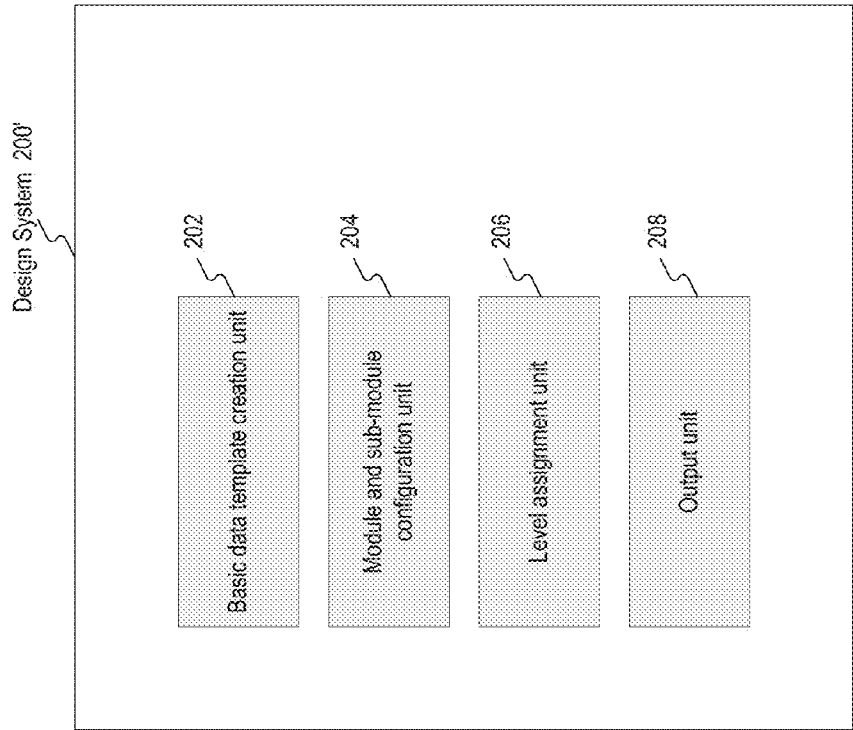 Design System 200'
Basic data template creation unit
202
Module and sub-module
configuration unit
204
Level assignment unit
206
Output unit
208